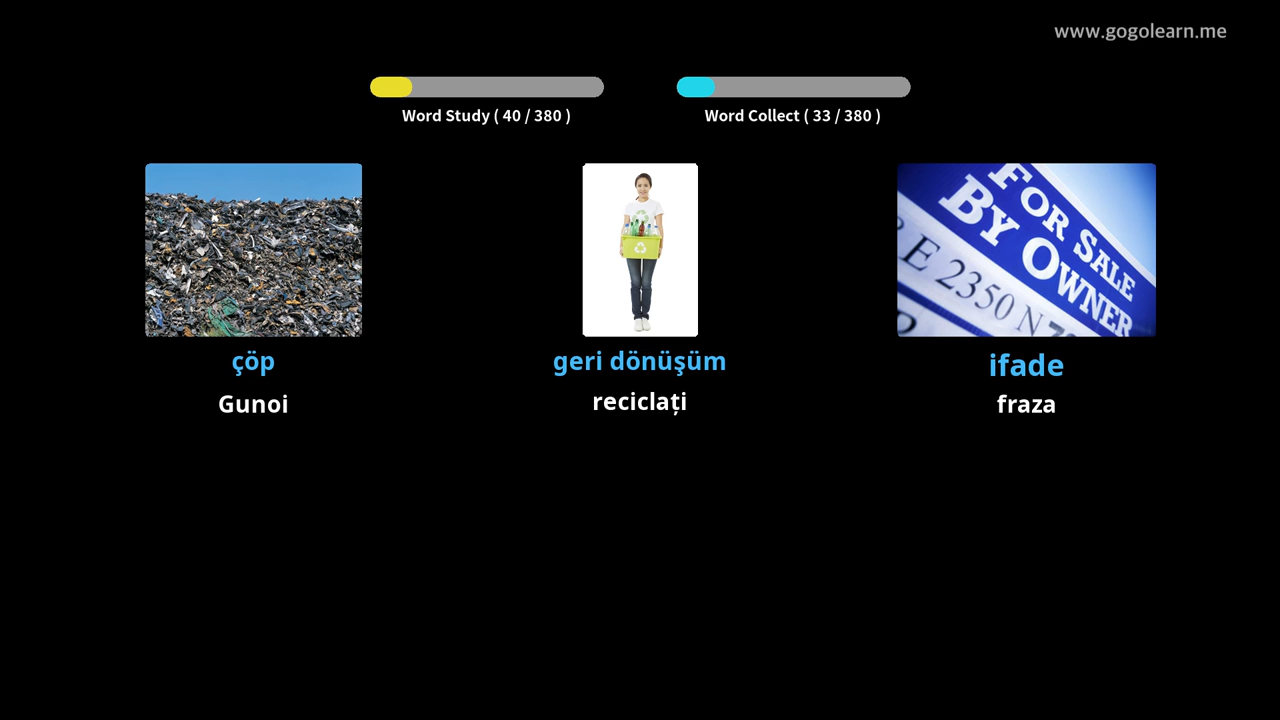 www.gogolearn.me
Word Study ( 40 / 380 )
Word Collect ( 33 / 380 )
FOR SALE
BY OWNER
E 2350 N
çöp
geri dönüşüm
ifade
Gunoi
reciclați
fraza